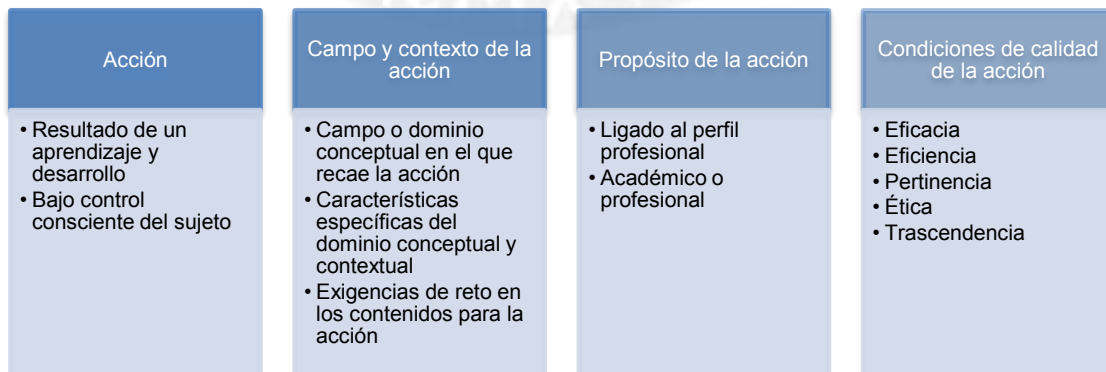 Acción
• Resultado de un
aprendizaje y
desarrollo
• Bajo control
consciente del sujeto
Campo y contexto de la
acción
• Campo o dominio
conceptual en el que
recae la acción
• Características
específicas del
dominio conceptual y
contextual
• Exigencias de reto en
los contenidos para la
acción
Propósito de la acción
• Ligado al perfil
profesional
• Académico o
profesional
Condiciones de calidad
de la acción
• Eficacia
• Eficiencia
• Pertinencia
• Ética
• Trascendencia